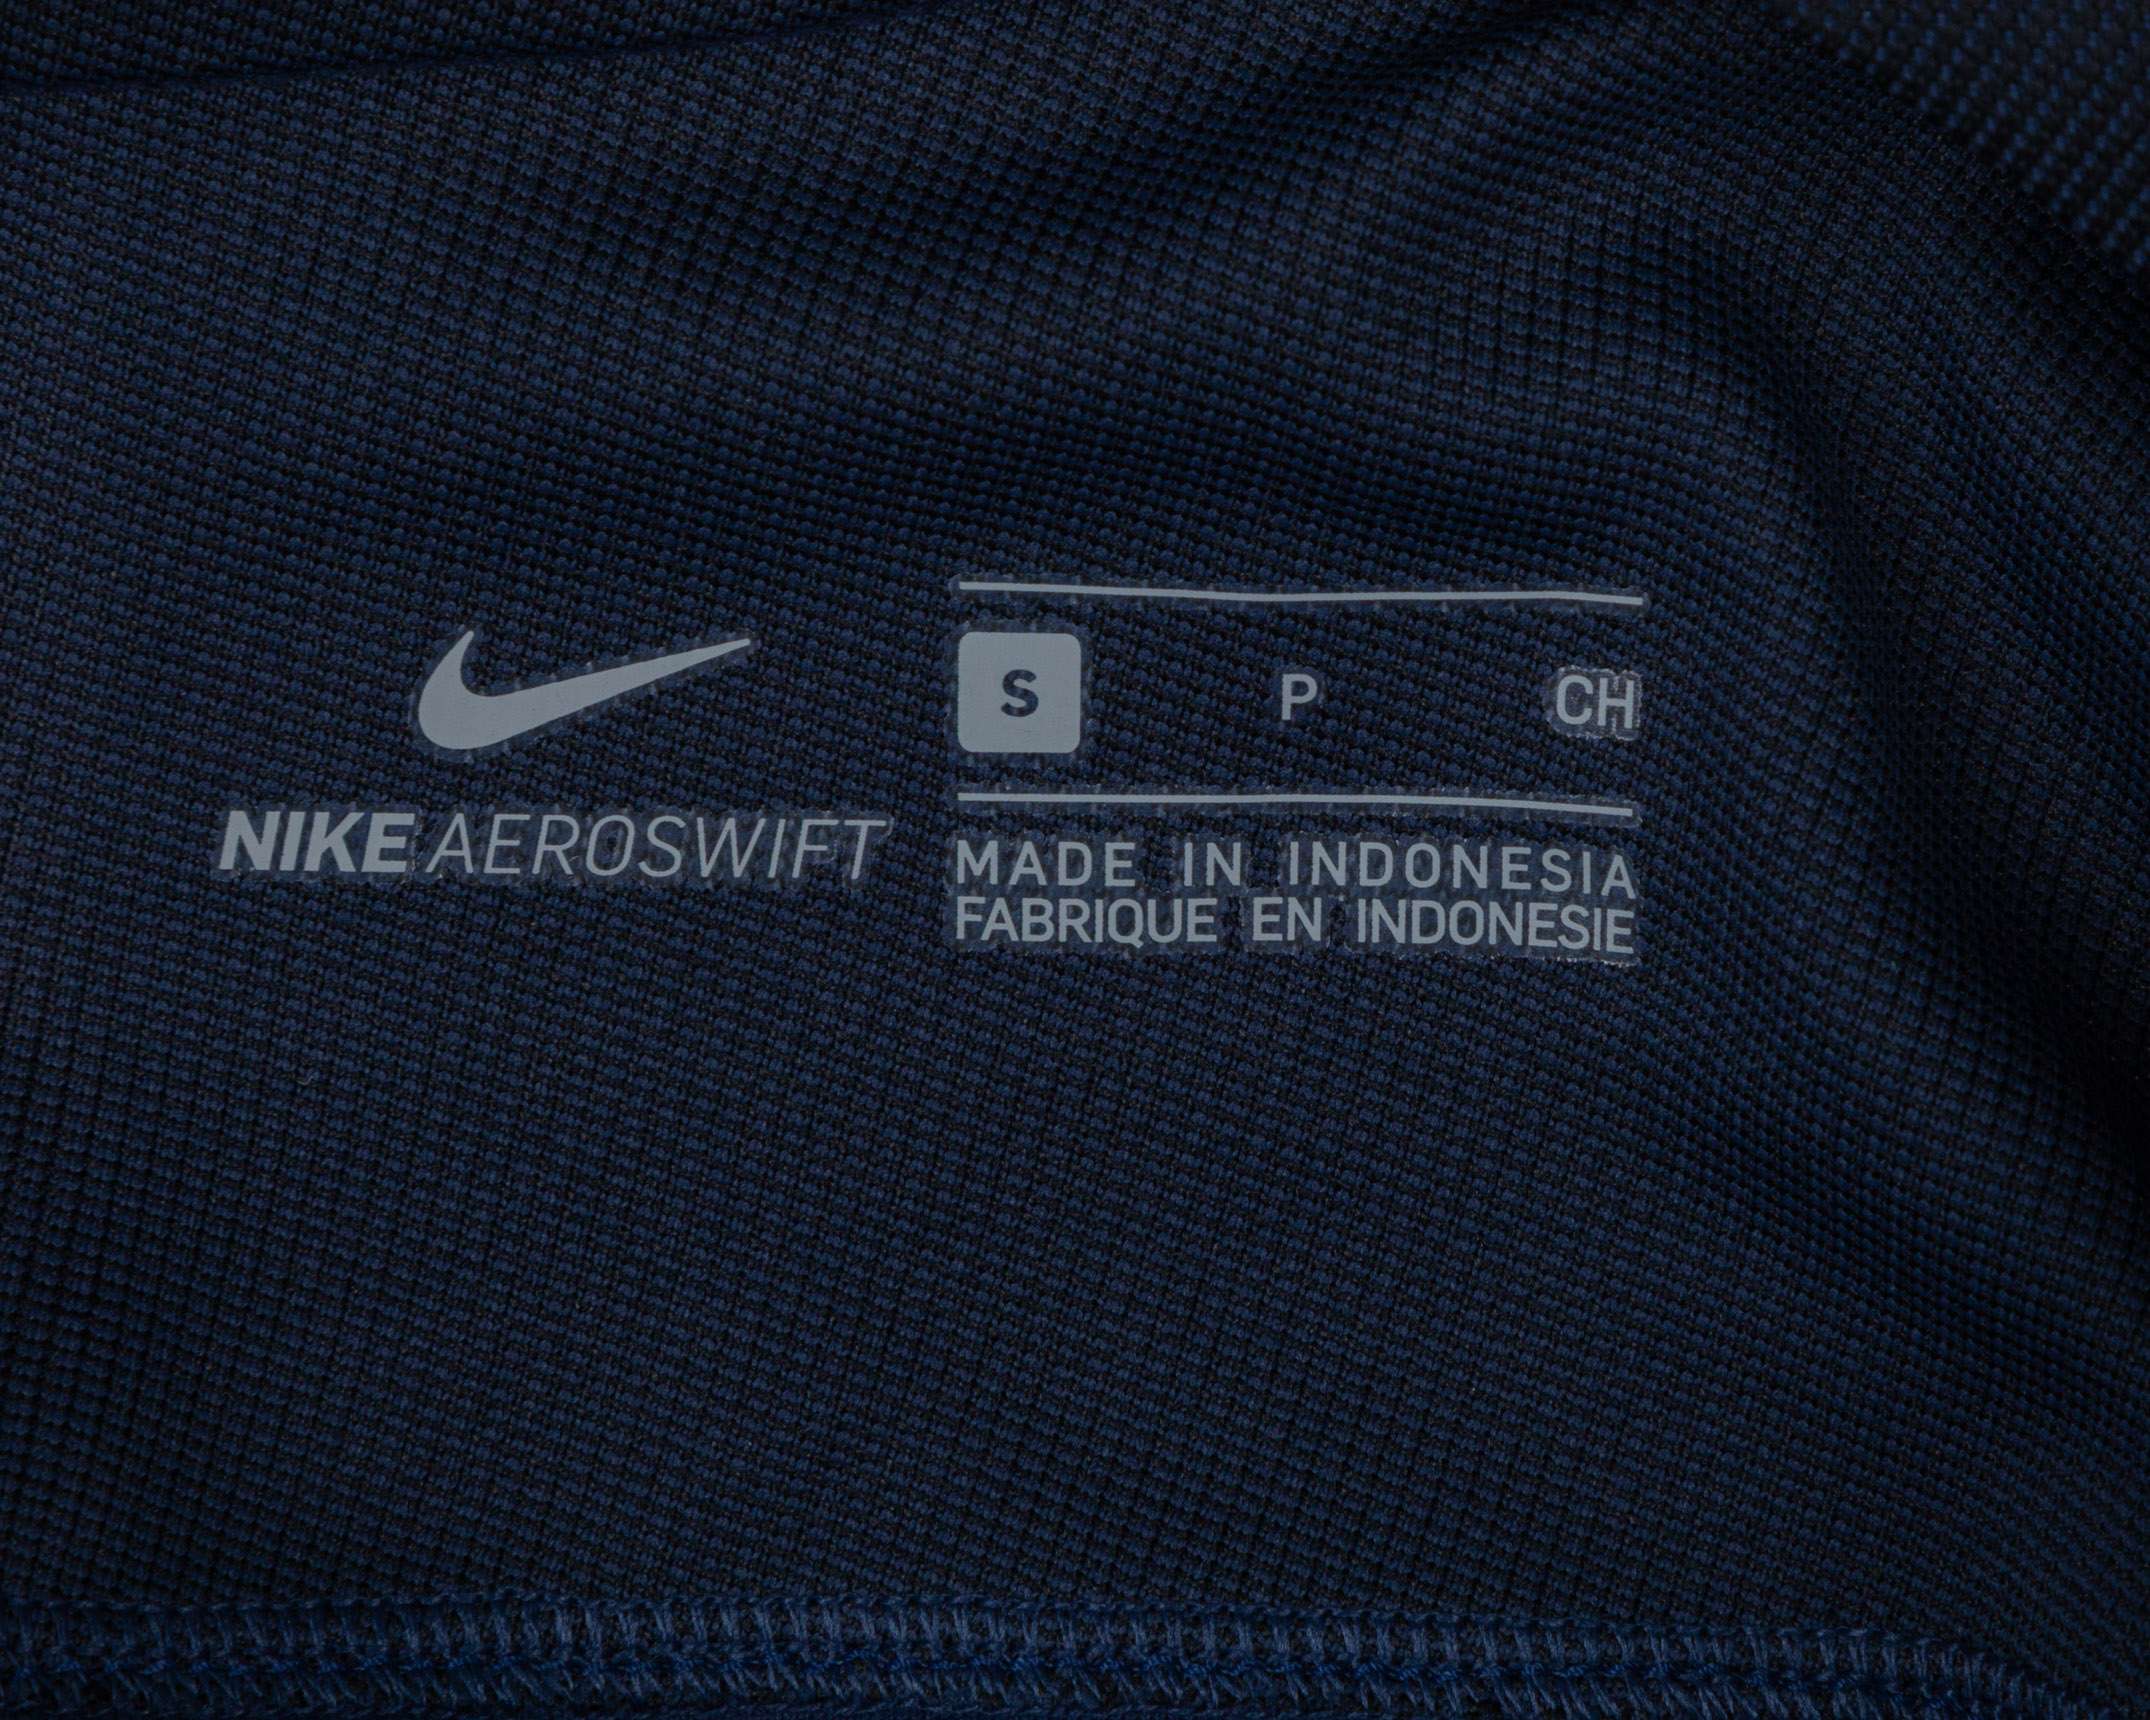 NIKE AEROSWIFT
S P CH
MADE IN INDONESIA
FABRIQUE EN INDONESIE